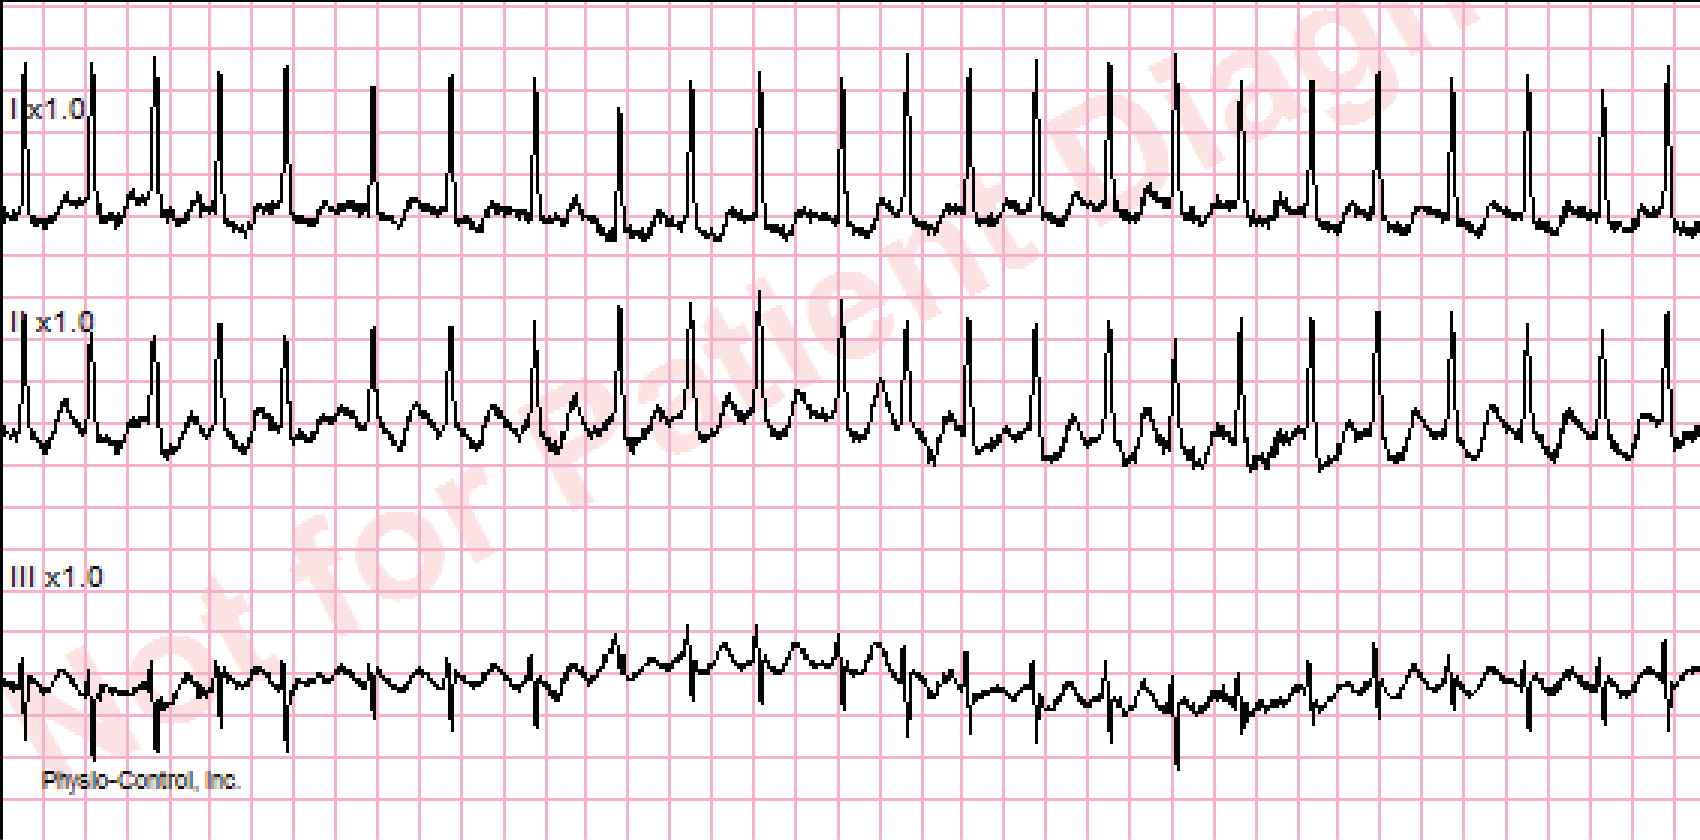 I x1.0
II x1.0
III x1.0
Not for Patient Diagn
Physio-Control, Inc.